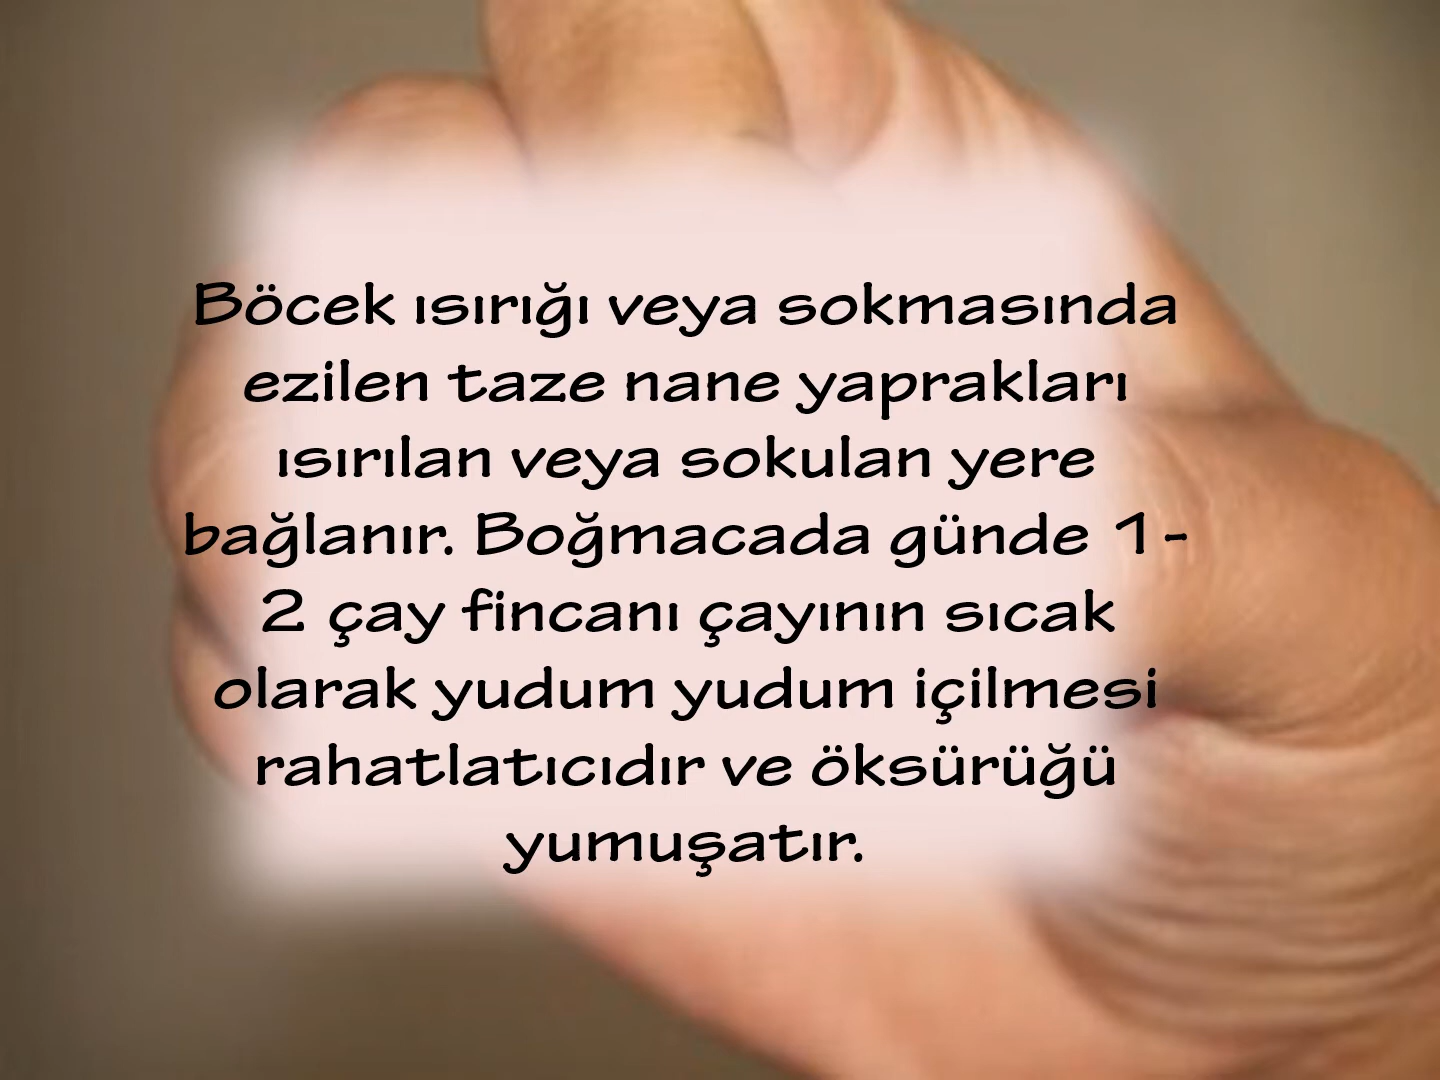 Böcek ısırığı veya sokmasında
ezilen taze nane yaprakları
ısırılan veya sokulan yere
bağlanır. Boğmacada günde 1-
2 çay fincanı çayının sıcak
olarak yudum yudum içilmesi
rahatlatıcıdır ve öksürüğü
yumuşatır.